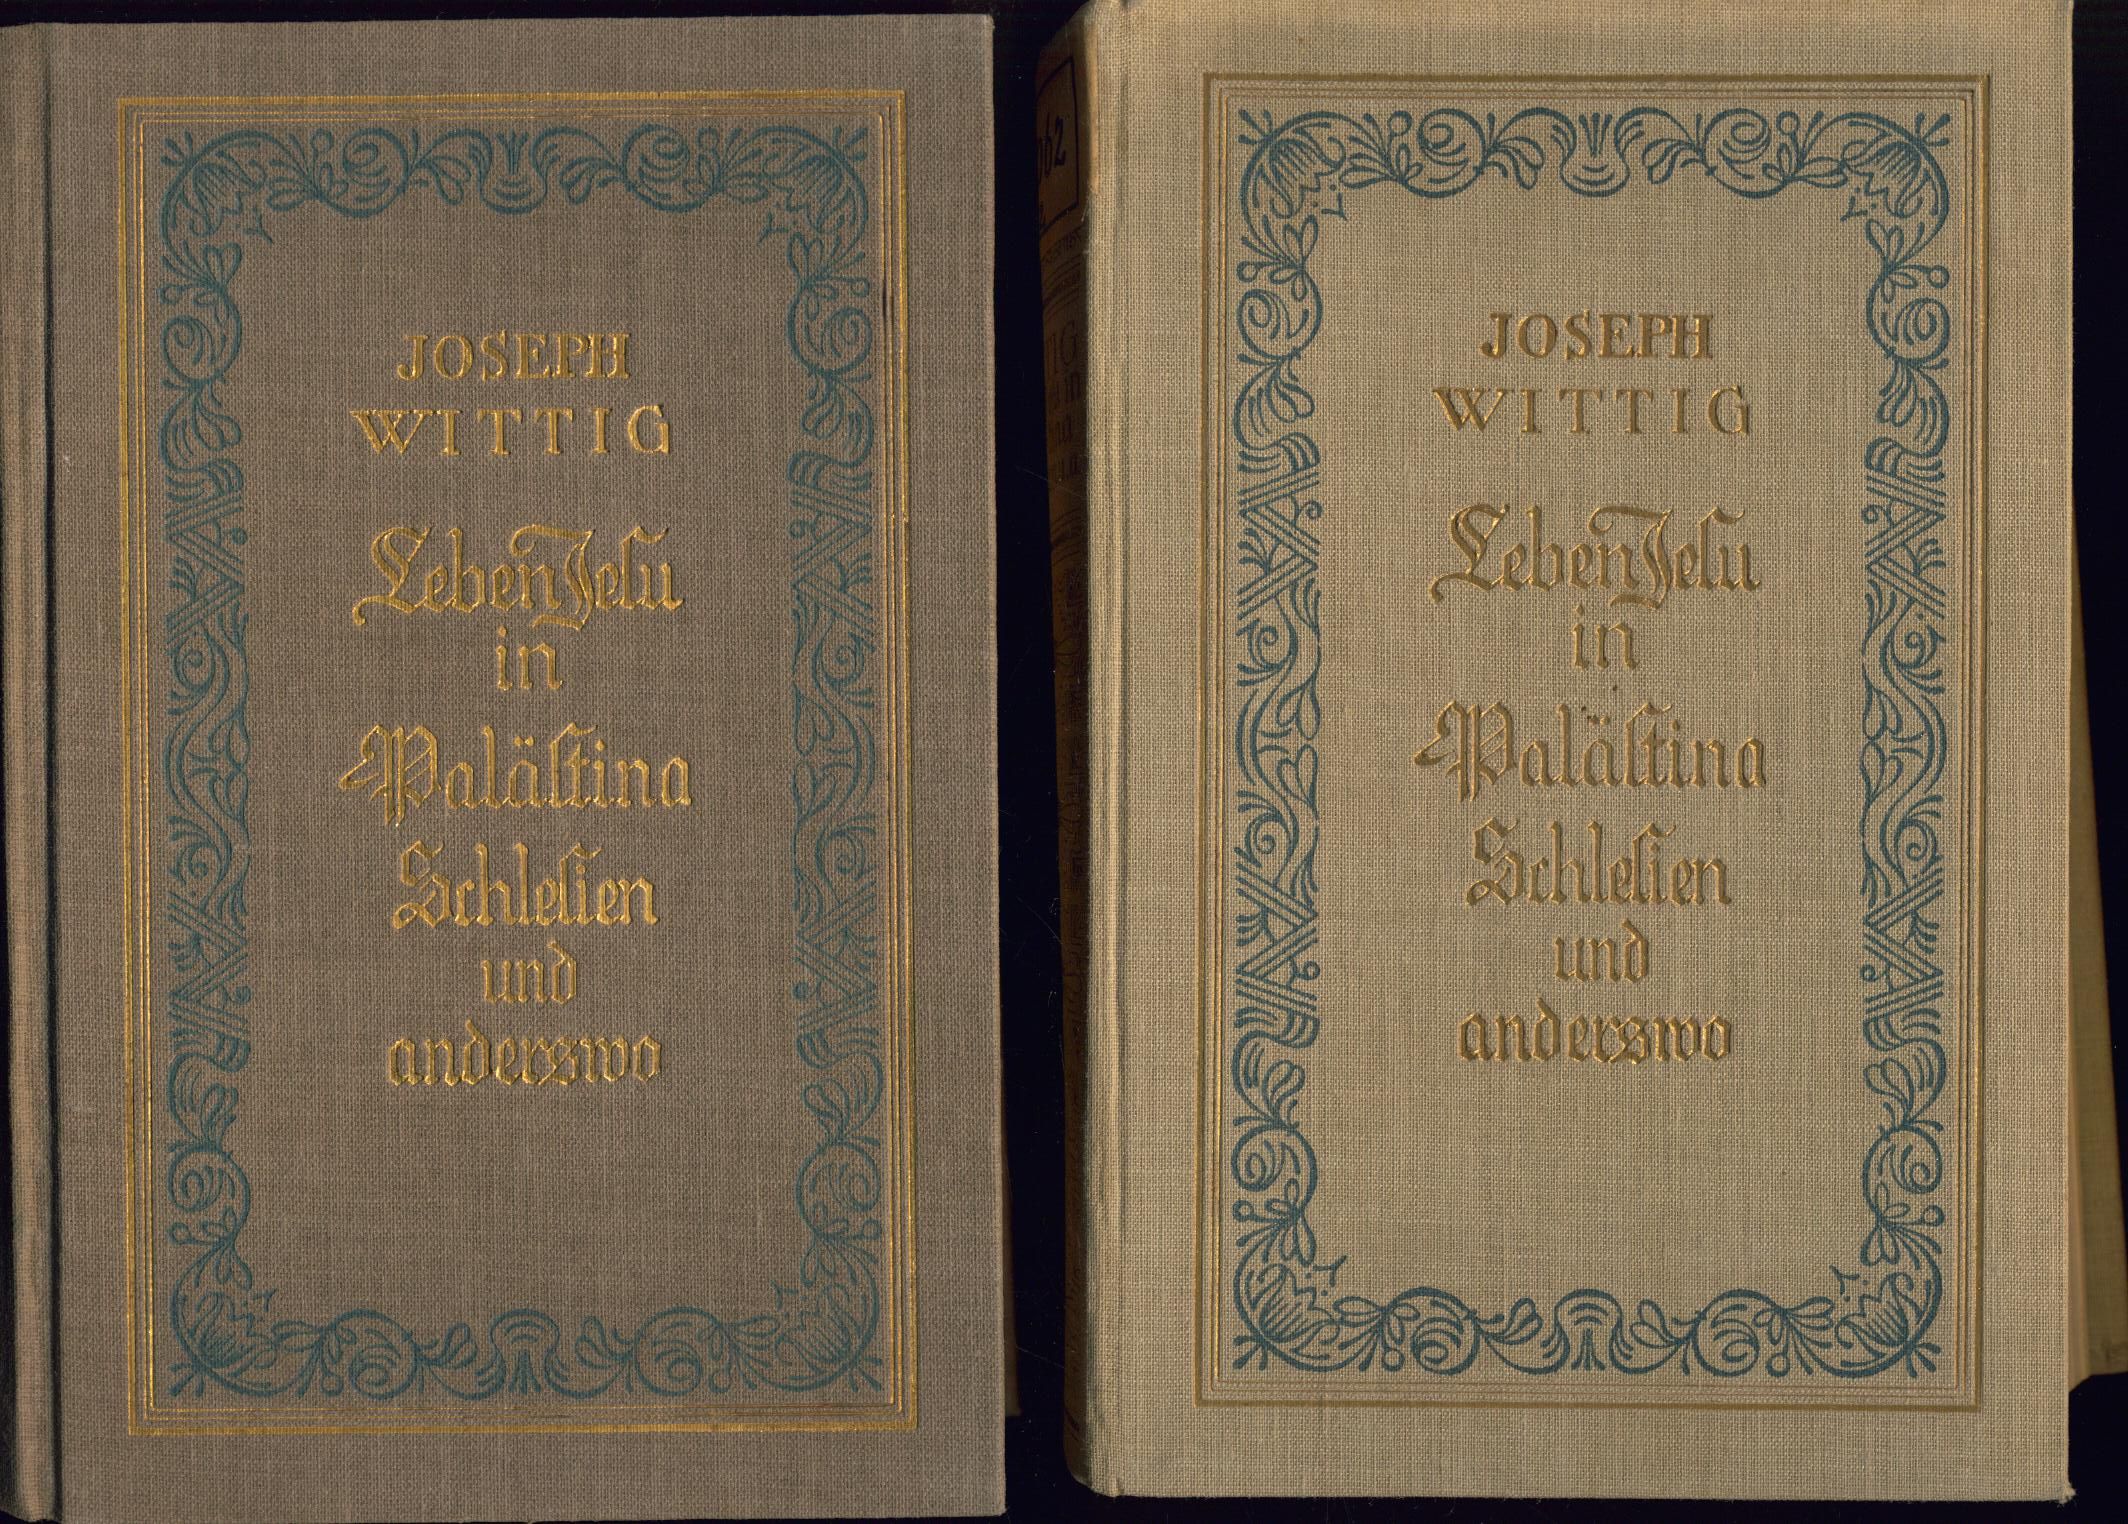 JOSEPH
WITTIG
Leben Jesu
in
Palästina
Schlesien
und
anderswo
JOSEPH
WITTIG
Leben Jesu
in
Palästina
Schlesien
und
anderswo